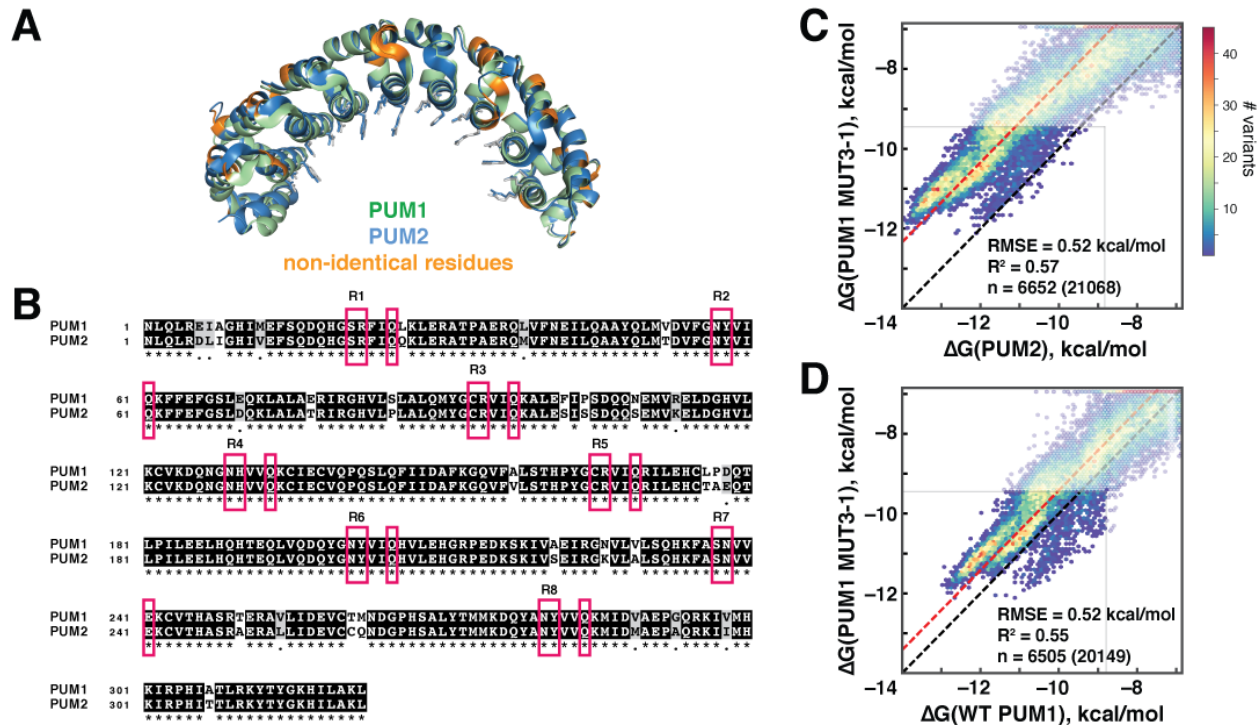 A
PUM1
PUM2
non-identical residues
B
R1 R2
PUM1 1 NLQLREIAGHIMEFSQDQHGSRFIQLKLERATPAERQLVFNEILQAAYQLMVDVFGNYVI
PUM2 1 NLQLRDLIGHIVEFSQDQHGSRFIQQKLERATPAERQMVFNEILQAAYQLMTDVFGNYVI
R3
PUM1 61 QKFFEFGSLEQKLALAERIRGHVLSLALQMYGCRVIQKALEFIPSDQQNEMVRELDGHVL
PUM2 61 QKFFEFGSLDQKLALATRIRGHVLPLALQMYGCRVIQKALESISSDQQSEMVKELDGHVL
R4 R5
PUM1 121 KCVKDQNGNHVVQKCIECVQPQSLQFIIDAFKGQVFALSTHPYGCRVIQRILEHCLPDQT
PUM2 121 KCVKDQNGNHVVQKCIECVQPQSLQFIIDAFKGQVFVLSTHPYGCRVIQRILEHCTAEQT
R6 R7
PUM1 181 LPILEELHQHTEQLVQDQYGNYVIQHVLEHGRPEDKSKIVAEIRGNVLVLSQHKFASNVV
PUM2 181 LPILEELHQHTEQLVQDQYGNYVIQHVLEHGRPEDKSKIVSEIRGKVLALSQHKFASNVV
R8
PUM1 241 EKCVTHASRTERAVLIDEVCTMNDGPHSALYTMMKDQYANYVVQKMIDVAEPGQRKIVMH
PUM2 241 EKCVTHASRAERALLIDEVCCQNDGPHSALYTMMKDQYANYVVQKMIDMAEPAQRKIIMH
PUM1 301 KIRPHIATLRKYTYGKHILAKL
PUM2 301 KIRPHITTLRKYTYGKHILAKL
C
ΔG(PUM1 MUT3-1), kcal/mol
−8
−10
−12
−14 −12 −10 −8
RMSE = 0.52 kcal/mol
R² = 0.57
n = 6652 (21068)
ΔG(PUM2), kcal/mol
40
30
20
10
# variants
D
ΔG(PUM1 MUT3-1), kcal/mol
−8
−10
−12
−14 −12 −10 −8
RMSE = 0.52 kcal/mol
R² = 0.55
n = 6505 (20149)
ΔG(WT PUM1), kcal/mol